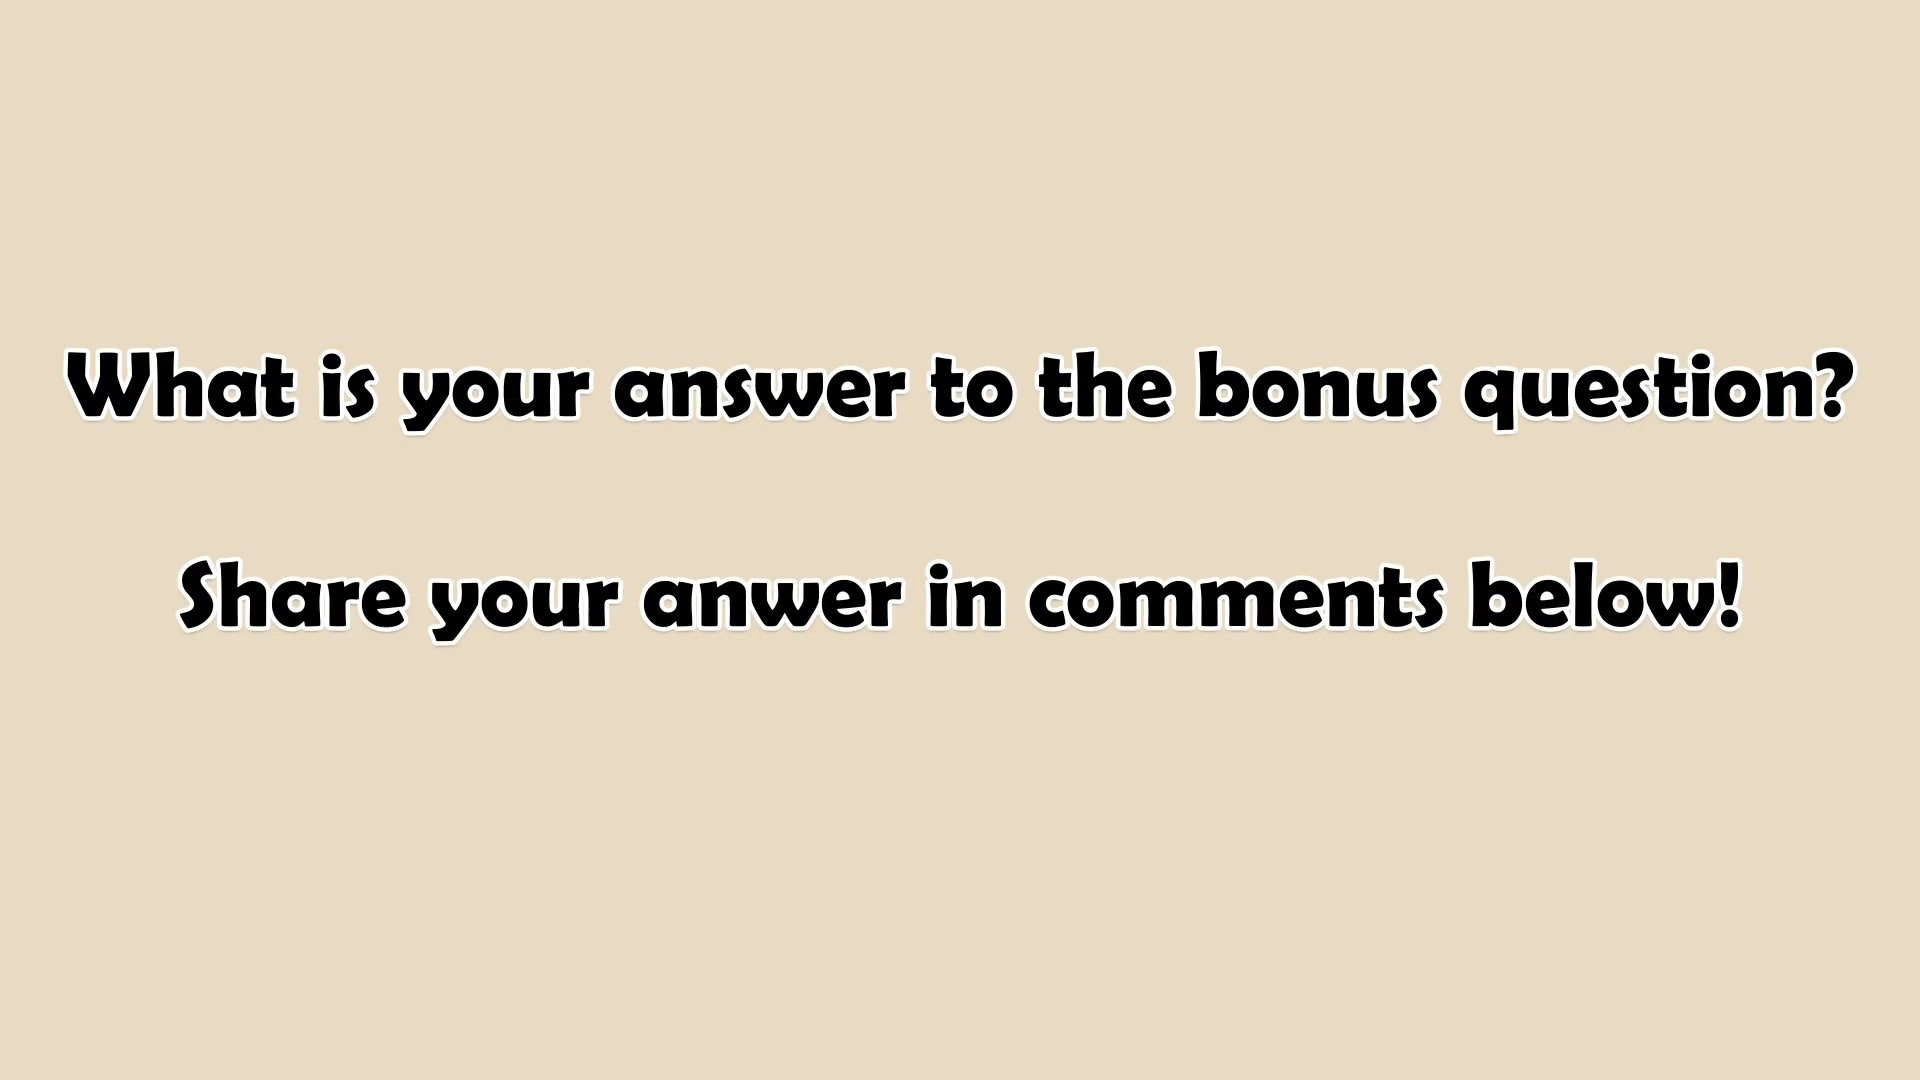 What is your answer to the bonus question?
Share your anwer in comments below!